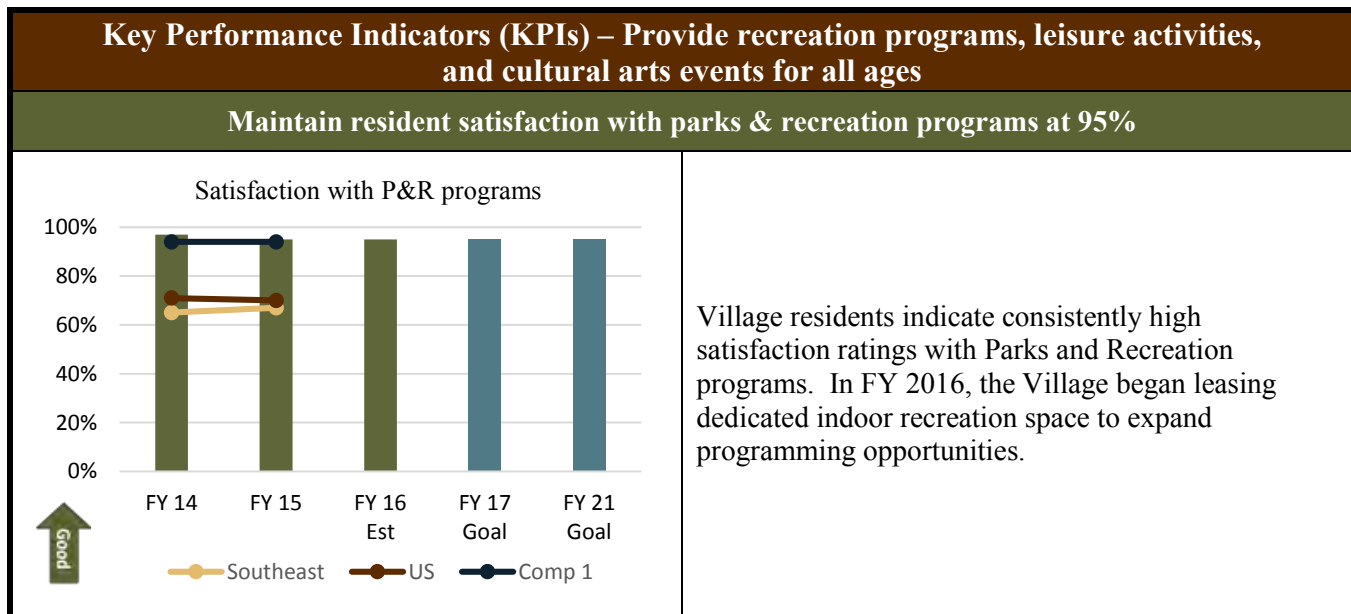 Key Performance Indicators (KPIs) – Provide recreation programs, leisure activities,
and cultural arts events for all ages
Maintain resident satisfaction with parks & recreation programs at 95%
Satisfaction with P&R programs
100%
80%
60%
40%
20%
0%
FY 14
FY 15
FY 16
Est
FY 17
Goal
FY 21
Goal
Good
Southeast
US
Comp 1
Village residents indicate consistently high
satisfaction ratings with Parks and Recreation
programs.  In FY 2016, the Village began leasing
dedicated indoor recreation space to expand
programming opportunities.